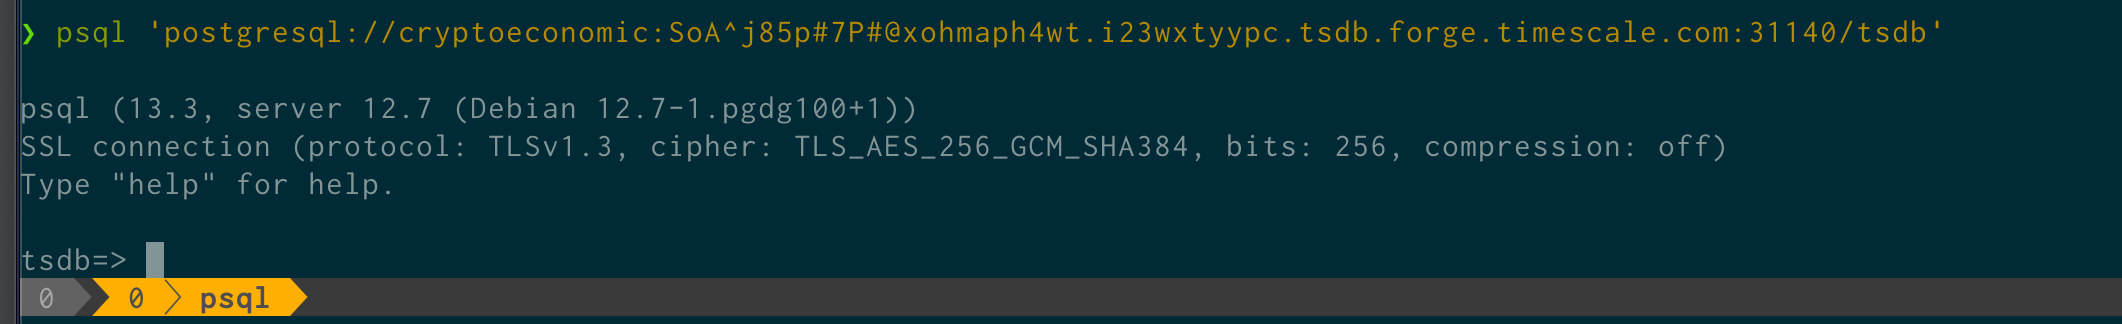 ❯ psql 'postgresql://cryptoeconomic:SoA^j85p#7P#@xohmaph4wt.i23wxtyypc.tsdb.forge.timescale.com:31140/tsdb'
psql (13.3, server 12.7 (Debian 12.7-1.pgdg100+1))
SSL connection (protocol: TLSv1.3, cipher: TLS_AES_256_GCM_SHA384, bits: 256, compression: off)
Type "help" for help.
tsdb=>
0 0 psql